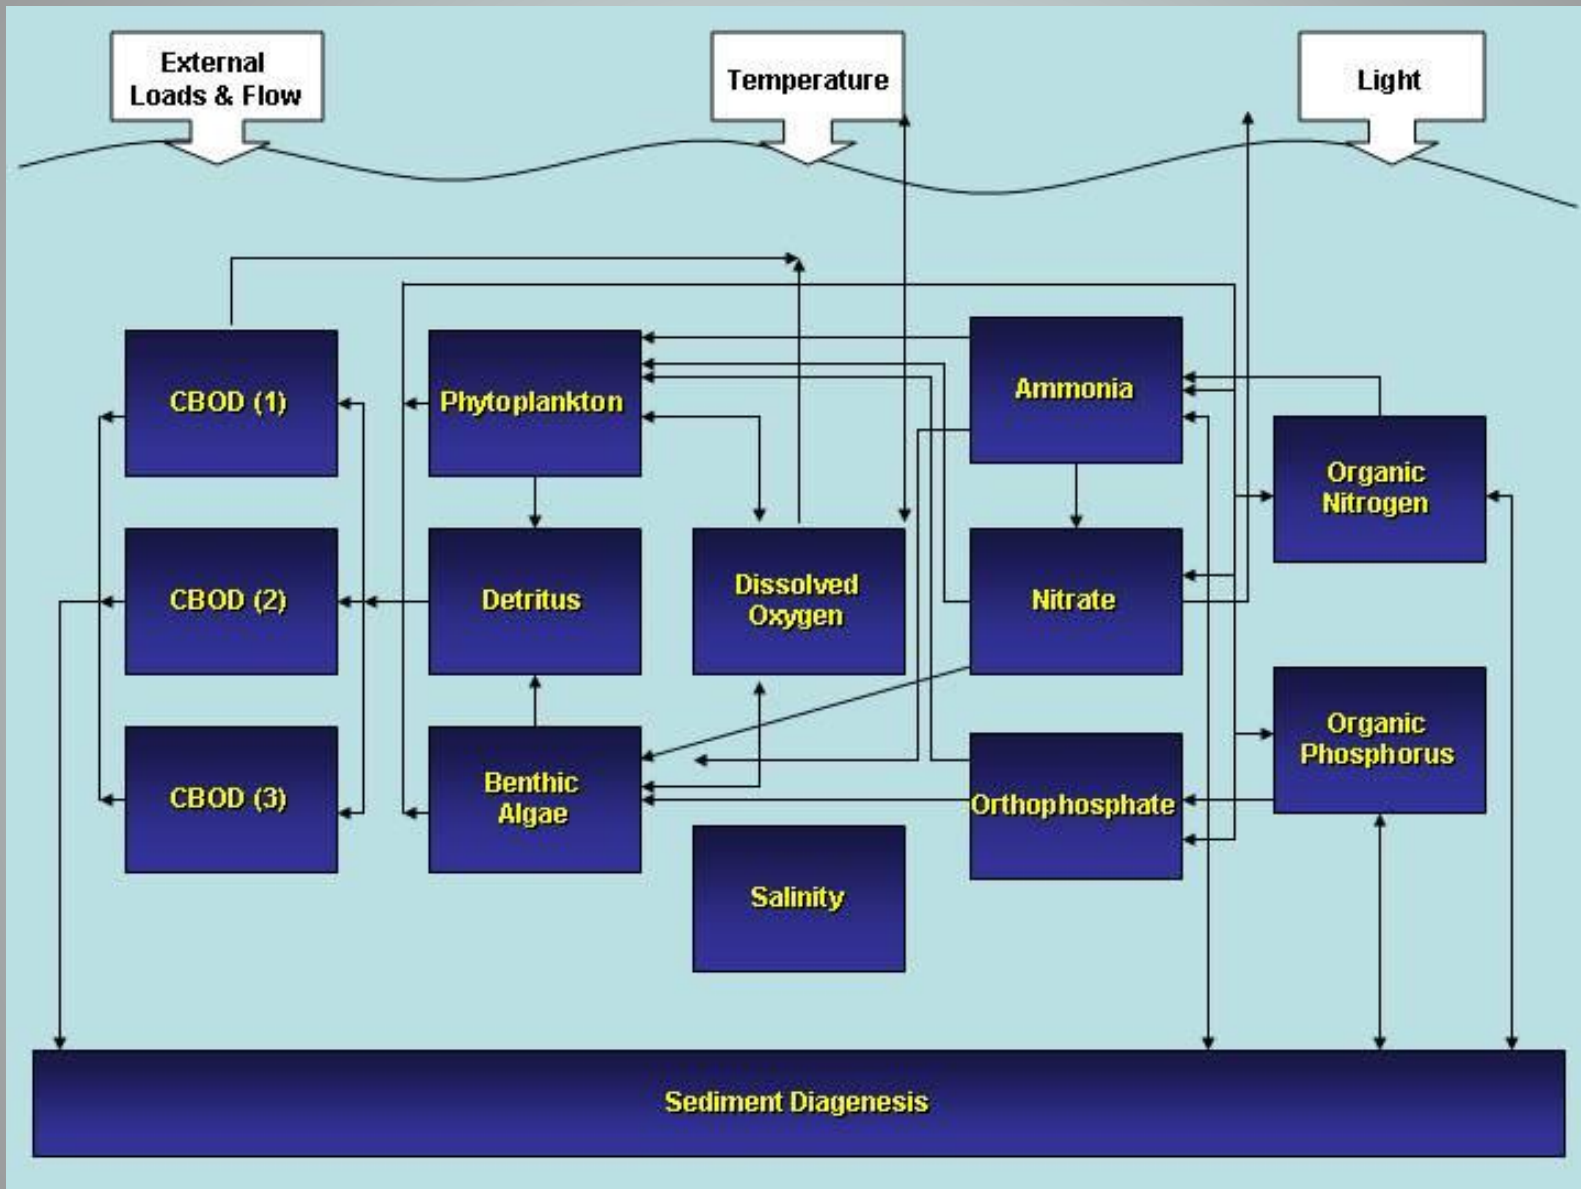 External
Loads & Flow
Temperature
Light
CBOD (1)
Phytoplankton
Ammonia
Organic
Nitrogen
CBOD (2)
Detritus
Dissolved
Oxygen
Nitrate
Organic
Phosphorus
CBOD (3)
Benthic
Algae
Orthophosphate
Salinity
Sediment Diagenesis